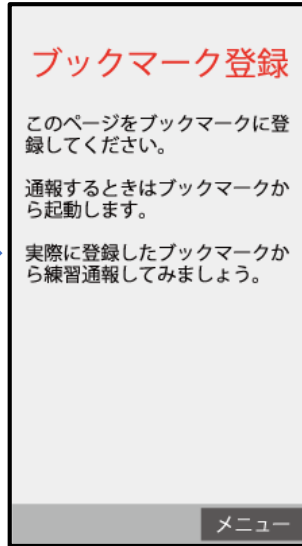 ブックマーク登録
このページをブックマークに登
録してください。
通報するときはブックマークか
ら起動します。
実際に登録したブックマークか
ら練習通報してみましょう。
メニュー